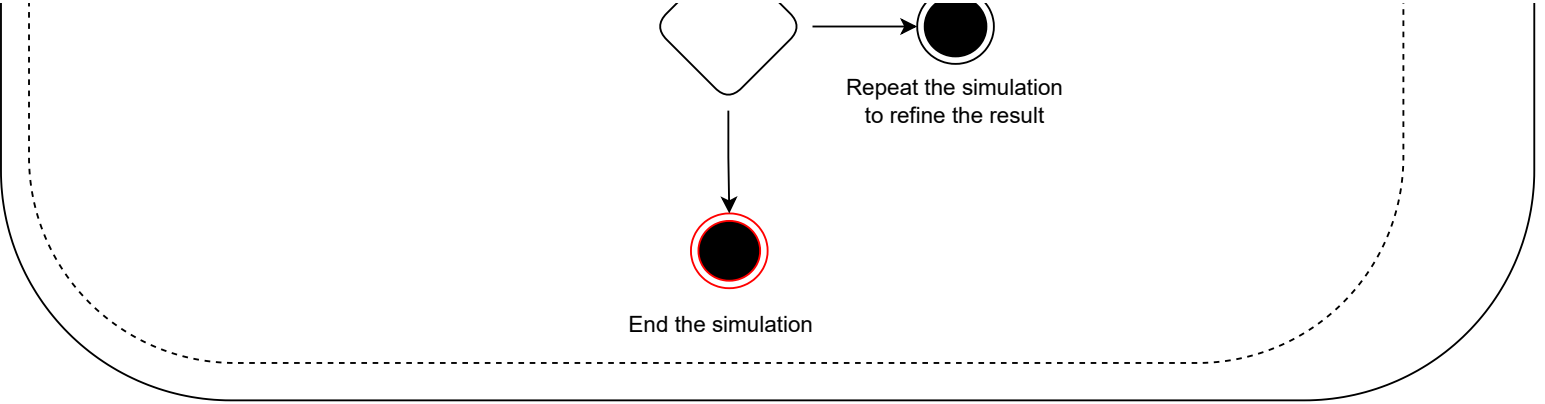 Repeat the simulation
to refine the result
End the simulation